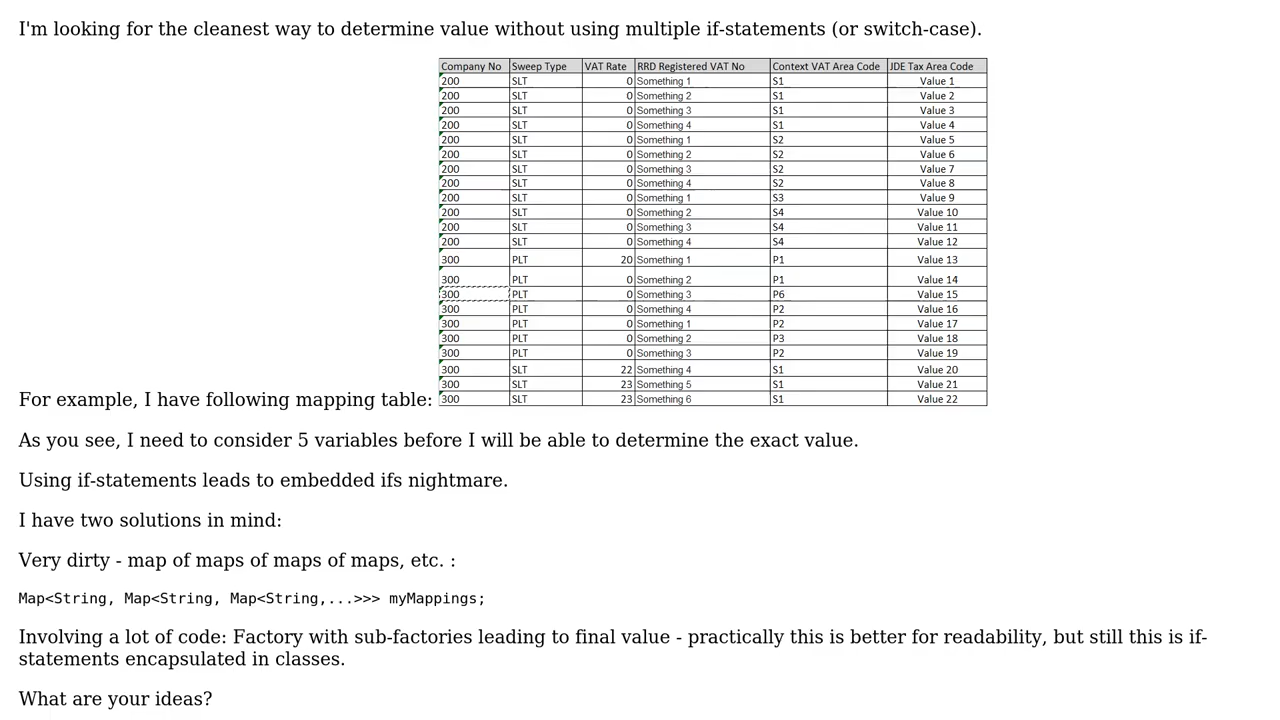 I'm looking for the cleanest way to determine value without using multiple if-statements (or switch-case).
Company No Sweep Type VAT Rate RRD Registered VAT No Context VAT Area Code JDE Tax Area Code
200 SLT 0 Something 1 S1 Value 1
200 SLT 0 Something 2 S1 Value 2
200 SLT 0 Something 3 S1 Value 3
200 SLT 0 Something 4 S1 Value 4
200 SLT 0 Something 1 S2 Value 5
200 SLT 0 Something 2 S2 Value 6
200 SLT 0 Something 3 S2 Value 7
200 SLT 0 Something 4 S2 Value 8
200 SLT 0 Something 1 S3 Value 9
200 SLT 0 Something 2 S4 Value 10
200 SLT 0 Something 3 S4 Value 11
200 SLT 0 Something 4 S4 Value 12
300 PLT 20 Something 1 P1 Value 13
300 PLT 0 Something 2 P1 Value 14
300 PLT 0 Something 3 P6 Value 15
300 PLT 0 Something 4 P2 Value 16
300 PLT 0 Something 1 P2 Value 17
300 PLT 0 Something 2 P3 Value 18
300 PLT 0 Something 3 P2 Value 19
300 SLT 22 Something 4 S1 Value 20
300 SLT 23 Something 5 S1 Value 21
300 SLT 23 Something 6 S1 Value 22
For example, I have following mapping table:
As you see, I need to consider 5 variables before I will be able to determine the exact value.
Using if-statements leads to embedded ifs nightmare.
I have two solutions in mind:
Very dirty - map of maps of maps of maps, etc. :
Map<String, Map<String, Map<String,...>>> myMappings;
Involving a lot of code: Factory with sub-factories leading to final value - practically this is better for readability, but still this is if-
statements encapsulated in classes.
What are your ideas?